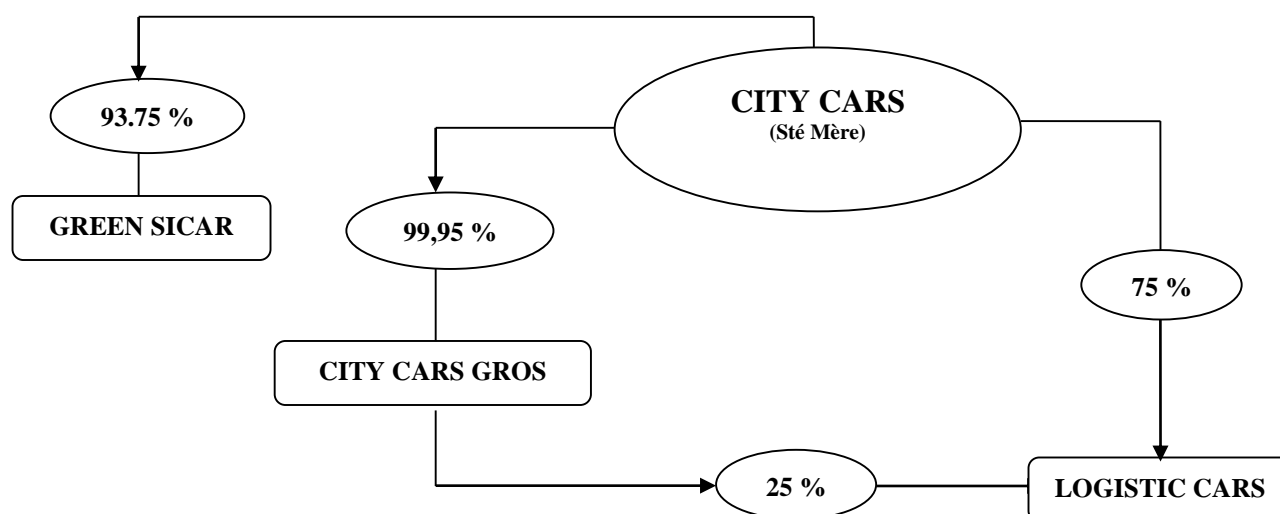 CITY CARS
(Sté Mère)
93.75 %
GREEN SICAR
99,95 %
75 %
CITY CARS GROS
25 %
LOGISTIC CARS